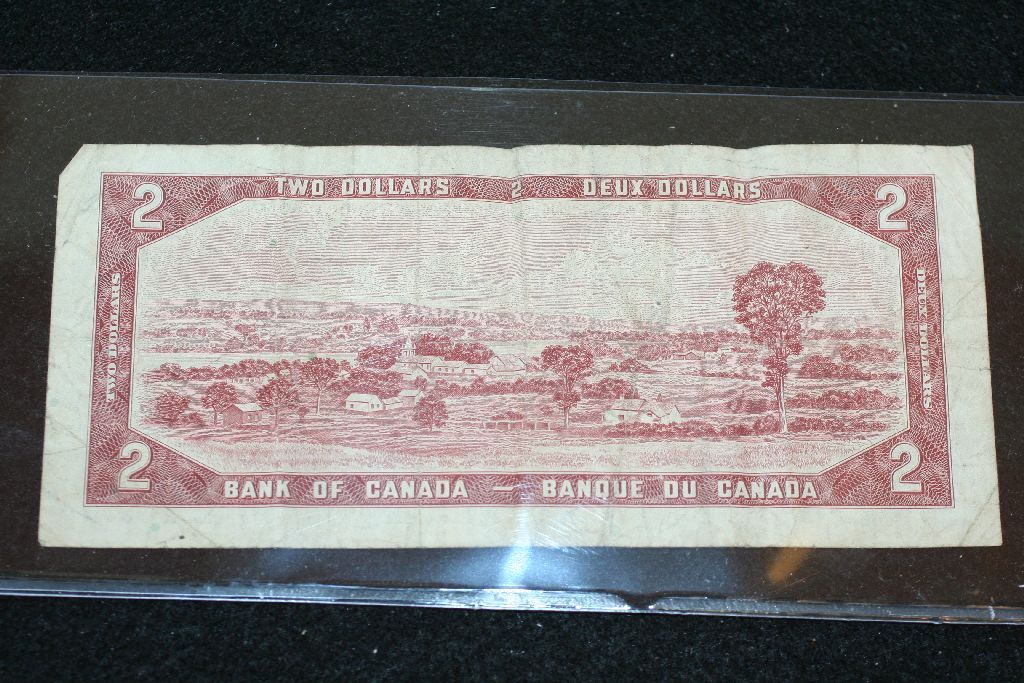 TWO DOLLARS 2 DEUX DOLLARS
2 2
TWO DOLLARS
DEUX DOLLARS
2 2
BANK OF CANADA — BANQUE DU CANADA